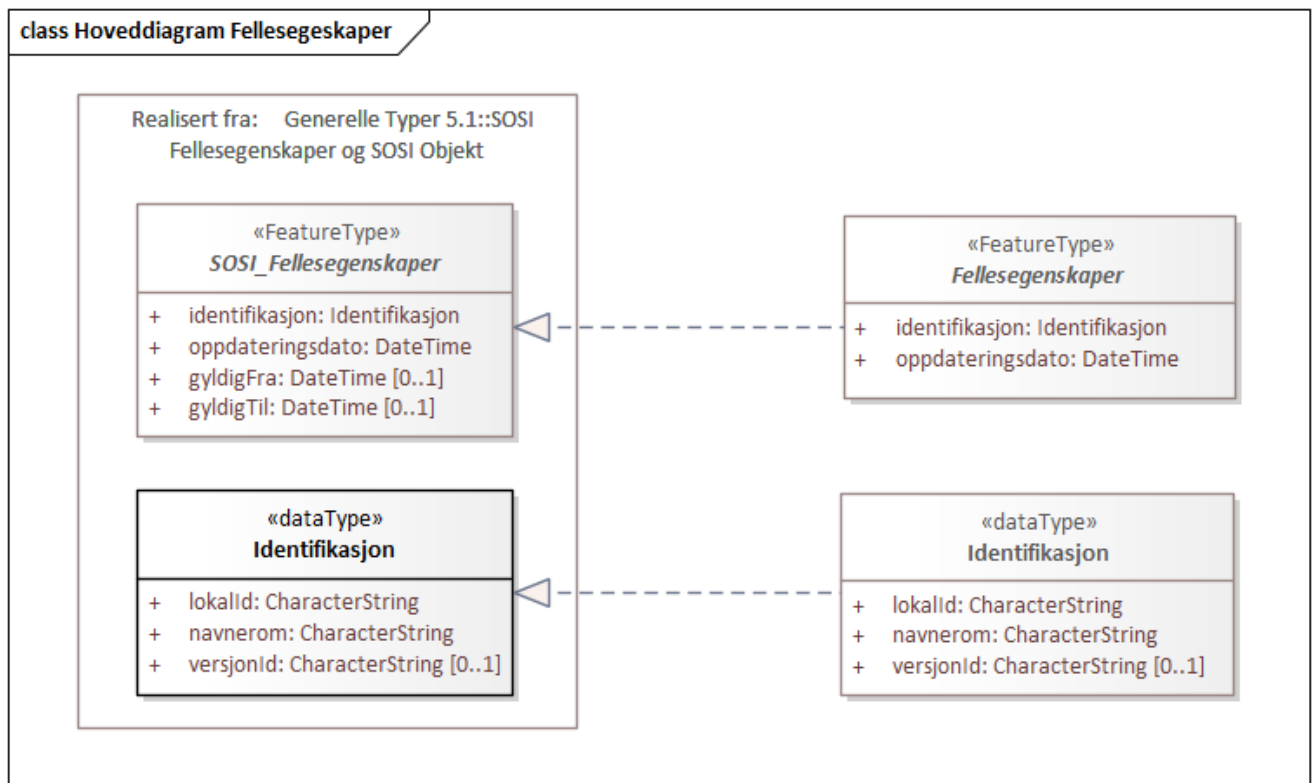 class Hoveddiagram Fellesegeskaper
Realisert fra: Generelle Typer 5.1::SOSI
Fellesegenskaper og SOSI Objekt
«FeatureType»
SOSI_Fellesegenskaper
+ identifikasjon: Identifikasjon
+ oppdateringsdato: DateTime
+ gyldigFra: DateTime [0..1]
+ gyldigTil: DateTime [0..1]
«FeatureType»
Fellesegenskaper
+ identifikasjon: Identifikasjon
+ oppdateringsdato: DateTime
«dataType»
Identifikasjon
+ lokalId: CharacterString
+ navnerom: CharacterString
+ versjonId: CharacterString [0..1]
«dataType»
Identifikasjon
+ lokalId: CharacterString
+ navnerom: CharacterString
+ versjonId: CharacterString [0..1]